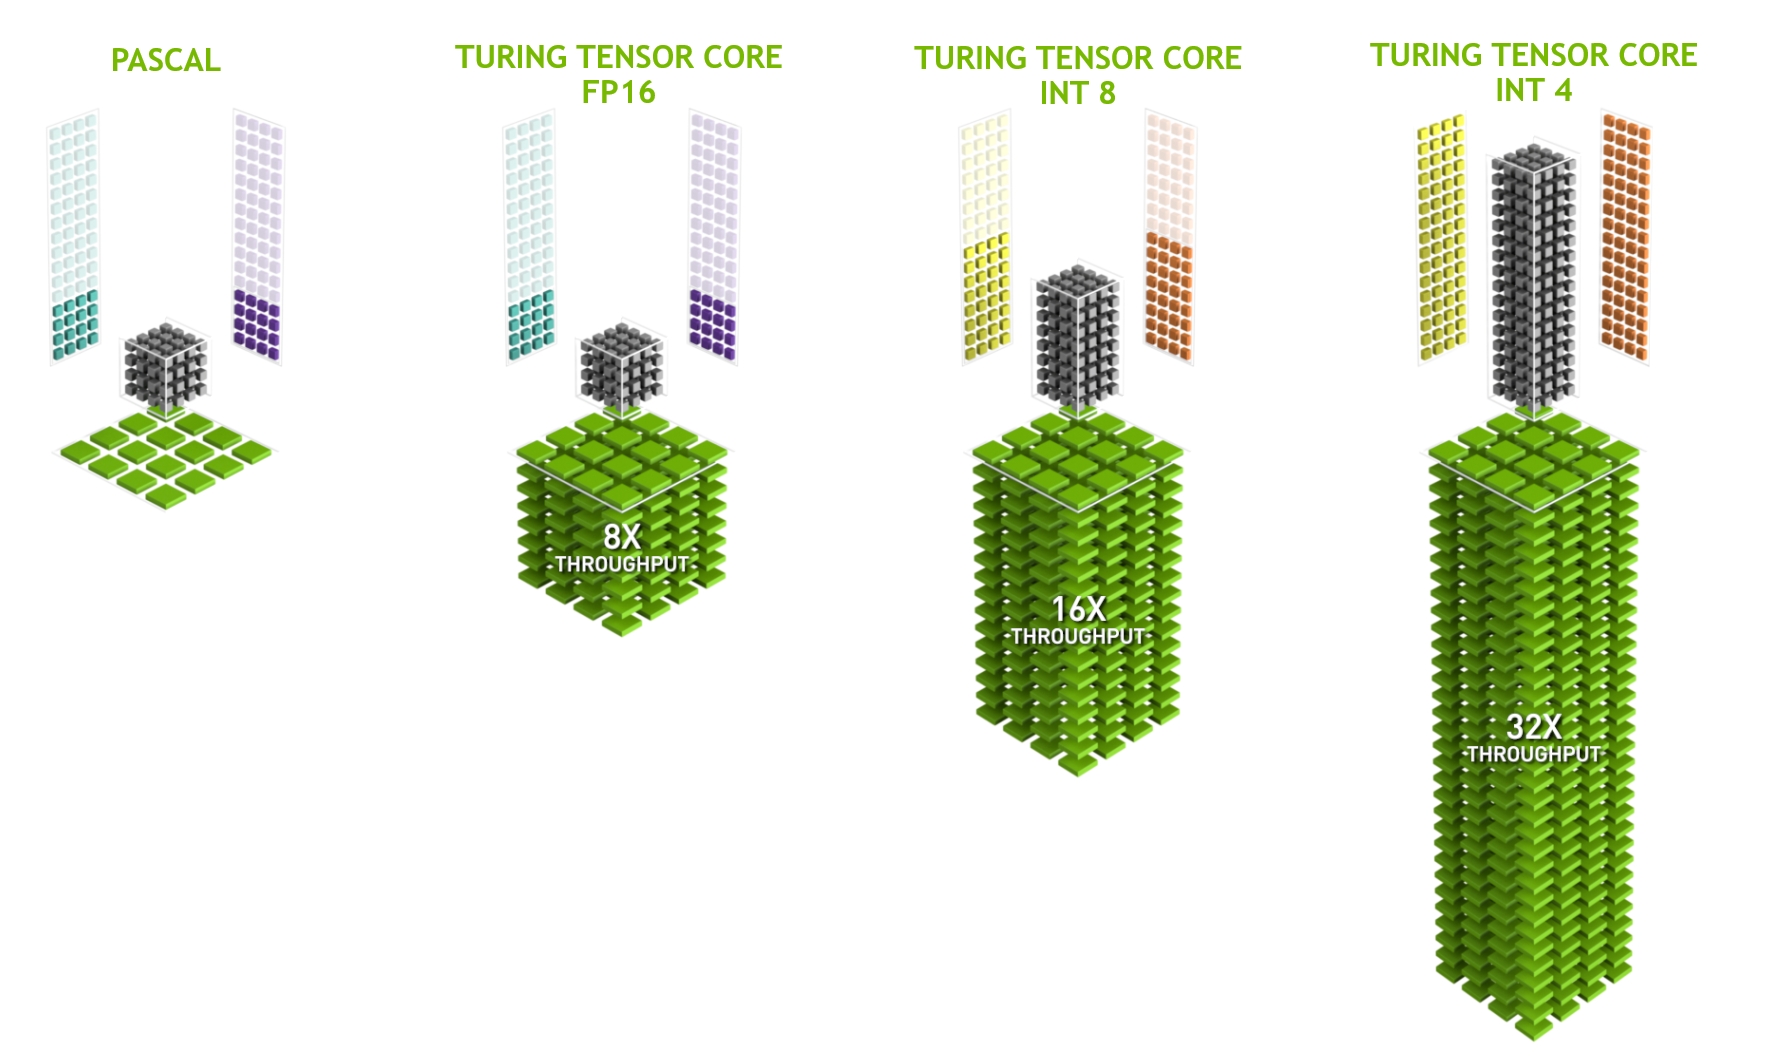 PASCAL
TURING TENSOR CORE
FP16
TURING TENSOR CORE
INT 8
TURING TENSOR CORE
INT 4
8X
THROUGHPUT
16X
THROUGHPUT
32X
THROUGHPUT